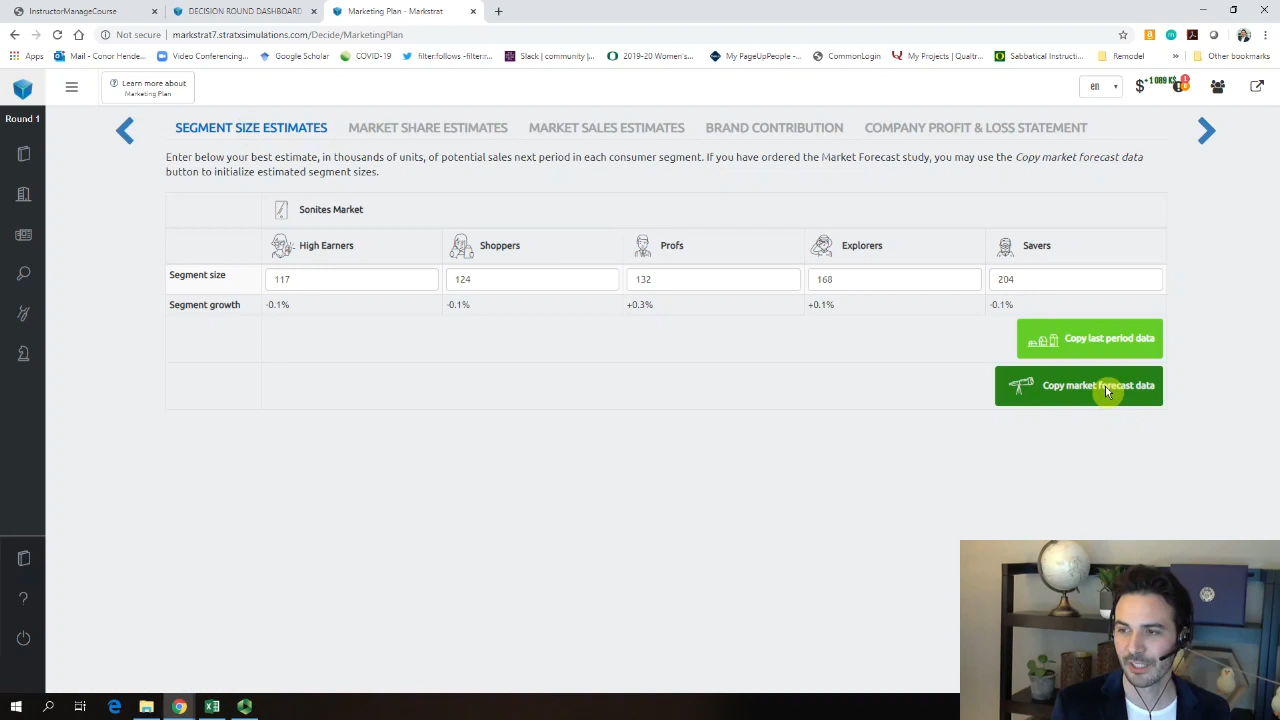 InstructorManageCourse
DECISION ROUND DASHBOARD
Marketing Plan - Markstrat
Not secure | markstrat7.stratxsimulations.com/Decide/MarketingPlan
Apps
Mail - Conor Hende...
Video Conferencing...
Google Scholar
COVID-19
filter:follows -filter:r...
Slack | community |...
2019-20 Women's...
My PageUpPeople -...
CommonLogin
My Projects | Qualtr...
Sabbatical Instructi...
Remodel
Other bookmarks
Learn more about
Marketing Plan
en
Round 1
SEGMENT SIZE ESTIMATES
MARKET SHARE ESTIMATES
MARKET SALES ESTIMATES
BRAND CONTRIBUTION
COMPANY PROFIT & LOSS STATEMENT
Enter below your best estimate, in thousands of units, of potential sales next period in each consumer segment. If you have ordered the Market Forecast study, you may use the Copy market forecast data
button to initialize estimated segment sizes.
Sonites Market
High Earners Shoppers Profs Explorers Savers
Segment size 117 124 132 168 204
Segment growth -0.1% -0.1% +0.3% +0.1% -0.1%
Copy last period data
Copy market forecast data